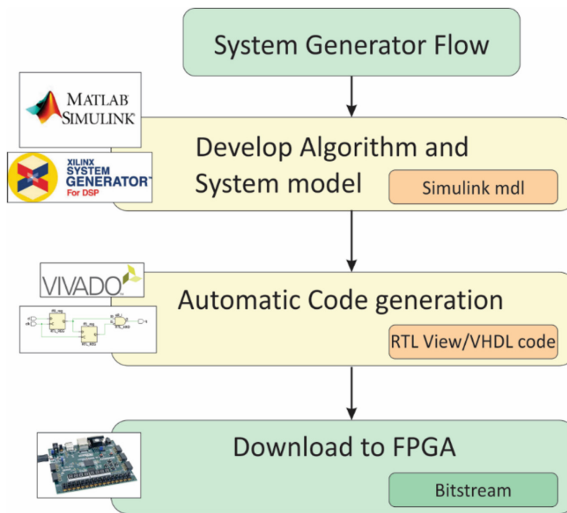 System Generator Flow
MATLAB
SIMULINK
Develop Algorithm and
System model
XILINX
SYSTEM
GENERATOR™
For DSP
Simulink mdl
VIVADO
Automatic Code generation
RTL View/VHDL code
Download to FPGA
Bitstream